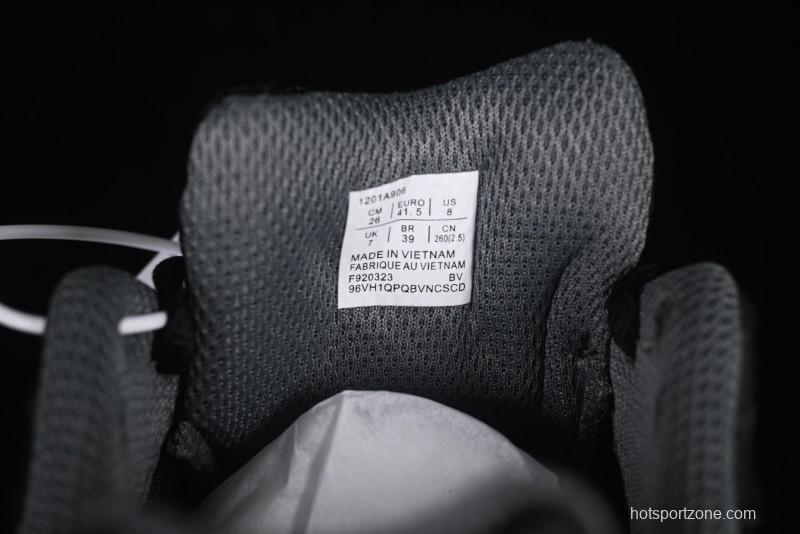 1201A906
CM EURO US
26 41.5 8
UK BR CN
7 39 260(2.5)
MADE IN VIETNAM
FABRIQUE AU VIETNAM
F920323 BV
96VH1QPQBVNCSCD
hotsportzone.com